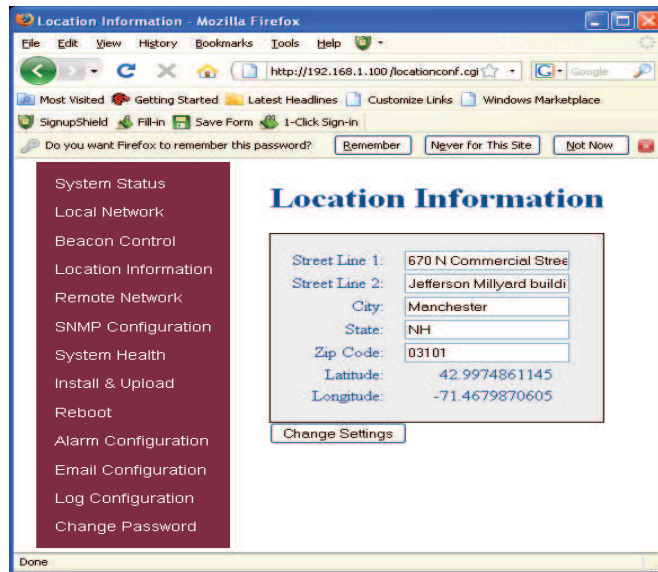 Location Information - Mozilla Firefox
File Edit View History Bookmarks Tools Help
http://192.168.1.100/locationconf.cgi G Google
Most Visited Getting Started Latest Headlines Customize Links Windows Marketplace
SignupShield Fill-in Save Form 1-Click Sign-in
Do you want Firefox to remember this password? Remember Never for This Site Not Now
System Status
Local Network
Beacon Control
Location Information
Remote Network
SNMP Configuration
System Health
Install & Upload
Reboot
Alarm Configuration
Email Configuration
Log Configuration
Change Password
Location Information
Street Line 1: 670 N Commercial Stree
Street Line 2: Jefferson Millyard buildi
City: Manchester
State: NH
Zip Code: 03101
Latitude: 42.9974861145
Longitude: -71.4679870605
Change Settings
Done